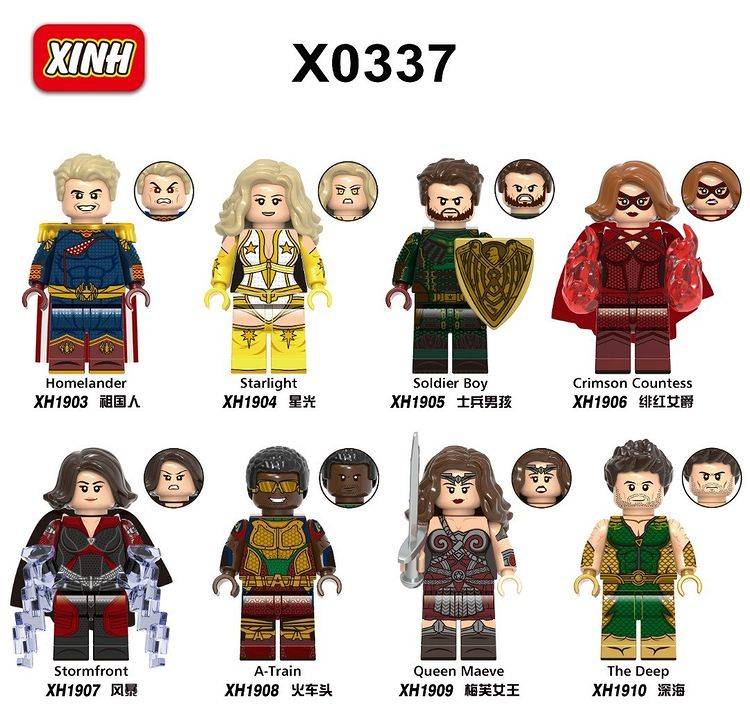 XINH
X0337
Homelander
XH1903 祖国人
Starlight
XH1904 星光
Soldier Boy
XH1905 士兵男孩
Crimson Countess
XH1906 绯红女爵
Stormfront
XH1907 风暴
A-Train
XH1908 火车头
Queen Maeve
XH1909 梅芙女王
The Deep
XH1910 深海